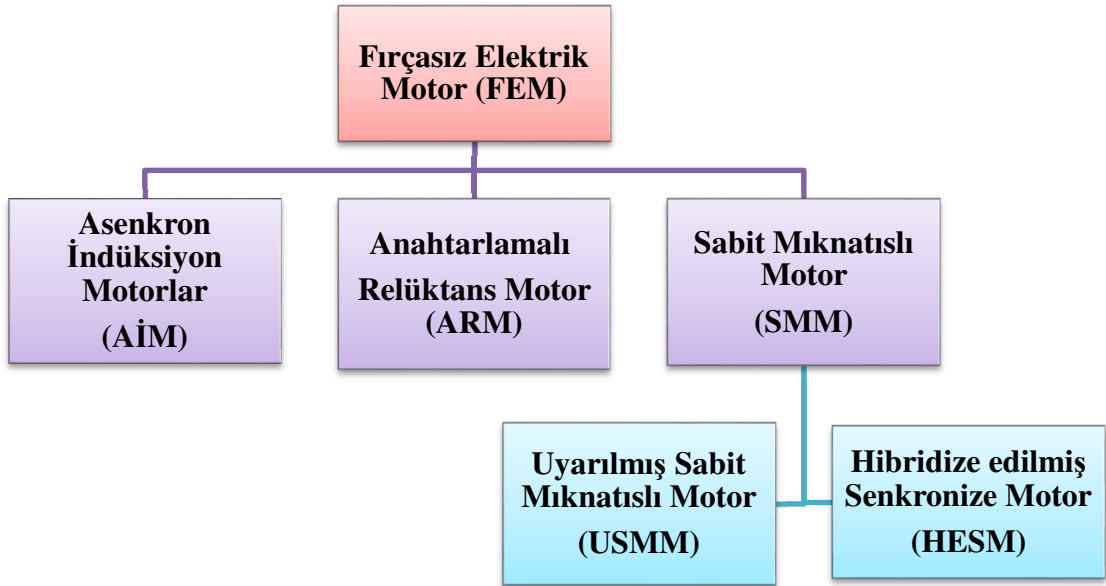 Fırçasız Elektrik
Motor (FEM)
Asenkron
İndüksiyon
Motorlar
(AİM)
Anahtarlamalı
Relüktans Motor
(ARM)
Sabit Mıknatıslı
Motor
(SMM)
Uyarılmış Sabit
Mıknatıslı Motor
(USMM)
Hibridize edilmiş
Senkronize Motor
(HESM)